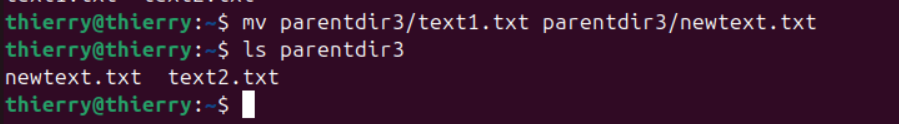 thierry@thierry:~$ mv parentdir3/text1.txt parentdir3/newtext.txt
thierry@thierry:~$ ls parentdir3
newtext.txt  text2.txt
thierry@thierry:~$